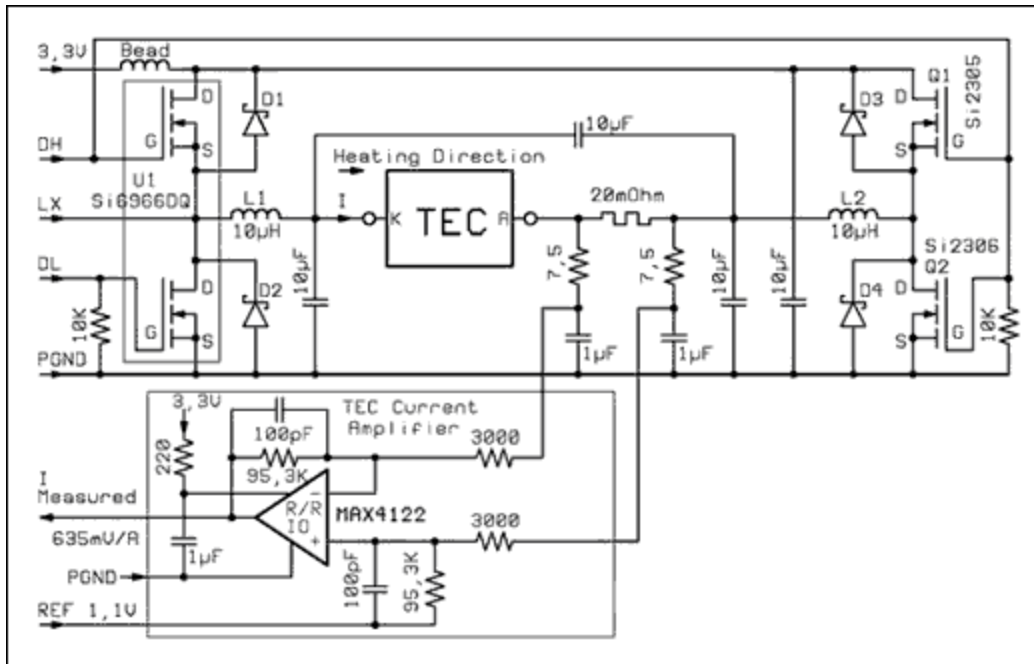 3,3V
Bead
D1
D3
Q1
Si2305
D
G
S
DH
U1
Si6966DQ
10µF
Heating Direction
D
G
S
LX
L1
10µH
I
K
TEC
A
20mOhm
L2
10µH
Si2306
Q2
DL
D
G
S
10K
D2
10µF
7,5
7,5
10µF
10µF
D4
D
G
S
10K
1µF
1µF
PGND
3,3V
TEC Current
Amplifier
100pF
220
95,3K
3000
I
Measured
R/R
IO
-
+
MAX4122
3000
635mV/A
1µF
PGND
100pF
95,3K
REF 1,1V